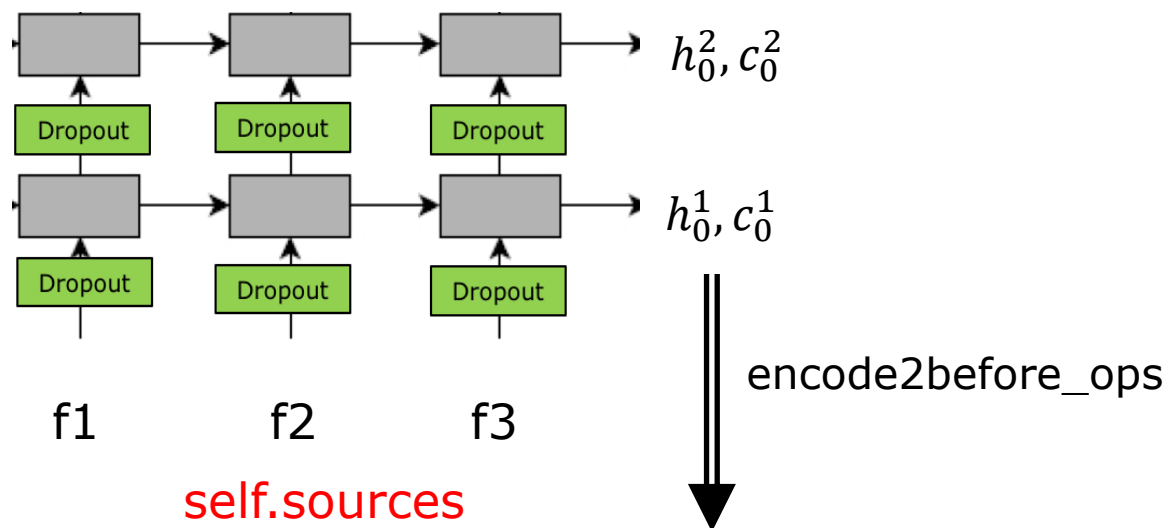 h_0^2, c_0^2
Dropout Dropout Dropout
h_0^1, c_0^1
Dropout Dropout Dropout
encode2before_ops
f1 f2 f3
self.sources